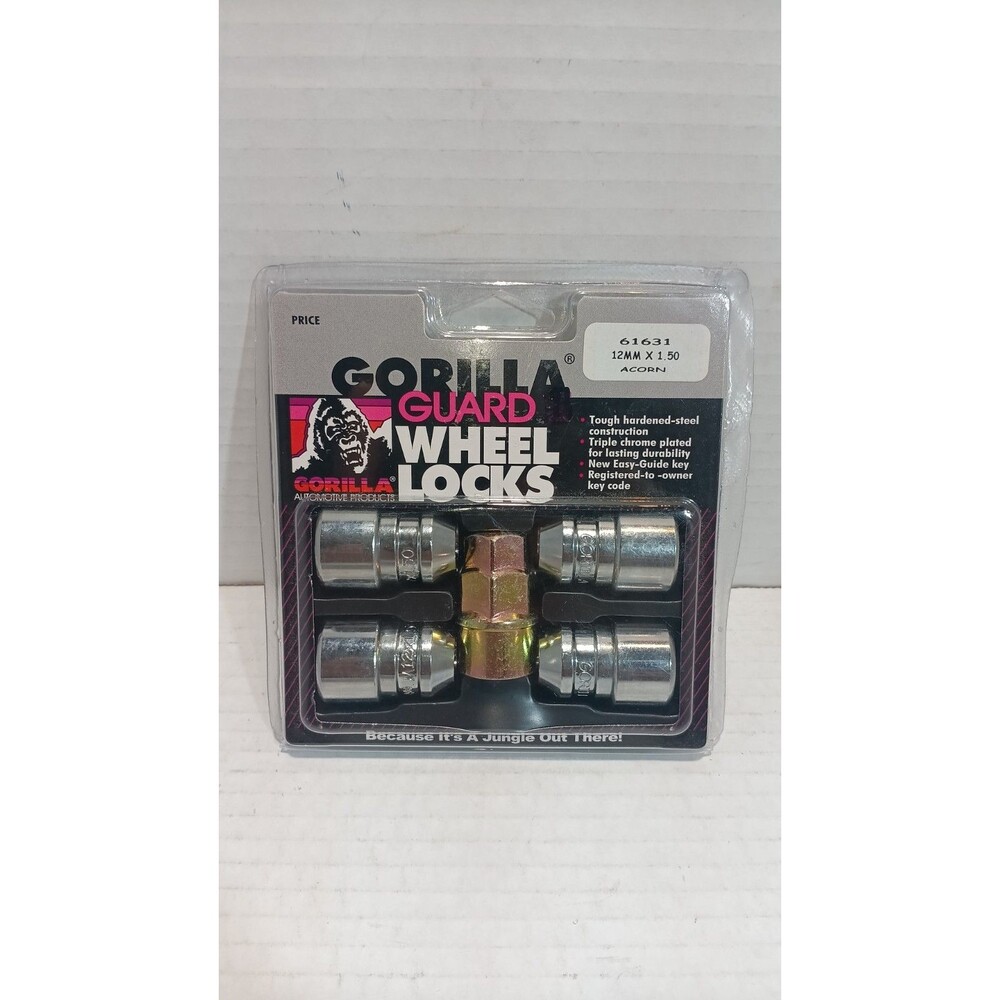 PRICE
61631
12MM X 1.50
ACORN
GORILLA®
GUARD
WHEEL
LOCKS
GORILLA®
AUTOMOTIVE PRODUCTS
• Tough hardened-steel
construction
• Triple chrome plated
for lasting durability
• New Easy-Guide key
• Registered-to -owner
key code
Because It's A Jungle Out There!